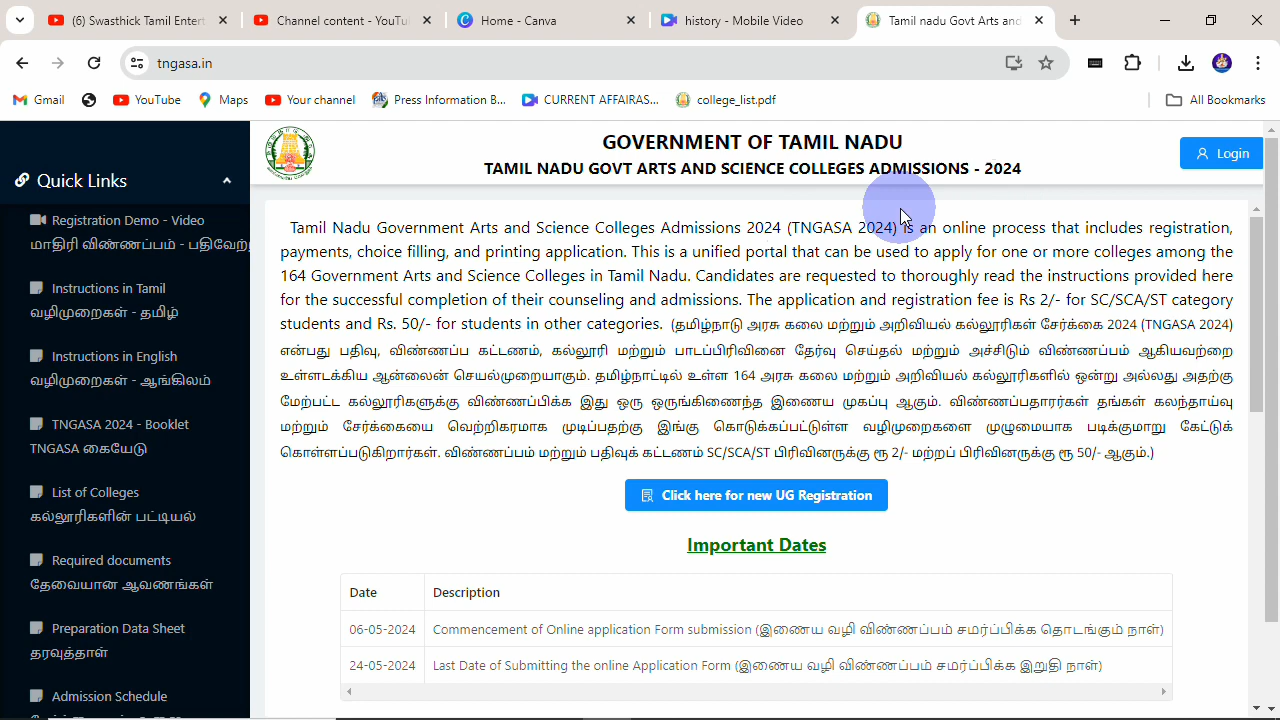 (6) Swasthick Tamil Entert
Channel content - YouTu
Home - Canva
history - Mobile Video
Tamil nadu Govt Arts and
tngasa.in
Gmail
YouTube
Maps
Your channel
Press Information B...
CURRENT AFFAIRAS...
college_list.pdf
All Bookmarks
GOVERNMENT OF TAMIL NADU
TAMIL NADU GOVT ARTS AND SCIENCE COLLEGES ADMISSIONS - 2024
Login
Quick Links
Registration Demo - Video
மாதிரி விண்ணப்பம் - பதிவேற்
Instructions in Tamil
வழிமுறைகள் - தமிழ்
Instructions in English
வழிமுறைகள் - ஆங்கிலம்
TNGASA 2024 - Booklet
TNGASA கையேடு
List of Colleges
கல்லூரிகளின் பட்டியல்
Required documents
தேவையான ஆவணங்கள்
Preparation Data Sheet
தரவுத்தாள்
Admission Schedule
Tamil Nadu Government Arts and Science Colleges Admissions 2024 (TNGASA 2024) is an online process that includes registration,
payments, choice filling, and printing application. This is a unified portal that can be used to apply for one or more colleges among the
164 Government Arts and Science Colleges in Tamil Nadu. Candidates are requested to thoroughly read the instructions provided here
for the successful completion of their counseling and admissions. The application and registration fee is Rs 2/- for SC/SCA/ST category
students and Rs. 50/- for students in other categories. (தமிழ்நாடு அரசு கலை மற்றும் அறிவியல் கல்லூரிகள் சேர்க்கை 2024 (TNGASA 2024)
என்பது பதிவு, விண்ணப்ப கட்டணம், கல்லூரி மற்றும் பாடப்பிரிவினை தேர்வு செய்தல் மற்றும் அச்சிடும் விண்ணப்பம் ஆகியவற்றை
உள்ளடக்கிய ஆன்லைன் செயல்முறையாகும். தமிழ்நாட்டில் உள்ள 164 அரசு கலை மற்றும் அறிவியல் கல்லூரிகளில் ஒன்று அல்லது அதற்கு
மேற்பட்ட கல்லூரிகளுக்கு விண்ணப்பிக்க இது ஒரு ஒருங்கிணைந்த இணைய முகப்பு ஆகும். விண்ணப்பதாரர்கள் தங்கள் கலந்தாய்வு
மற்றும் சேர்க்கையை வெற்றிகரமாக முடிப்பதற்கு இங்கு கொடுக்கப்பட்டுள்ள வழிமுறைகளை முழுமையாக படிக்குமாறு கேட்டுக்
கொள்ளப்படுகிறார்கள். விண்ணப்பம் மற்றும் பதிவுக் கட்டணம் SC/SCA/ST பிரிவினருக்கு ரூ 2/- மற்றப் பிரிவினருக்கு ரூ 50/- ஆகும்.)
Click here for new UG Registration
Important Dates
Date Description
06-05-2024 Commencement of Online application Form submission (இணைய வழி விண்ணப்பம் சமர்ப்பிக்க தொடங்கும் நாள்)
24-05-2024 Last Date of Submitting the online Application Form (இணைய வழி விண்ணப்பம் சமர்ப்பிக்க இறுதி நாள்)